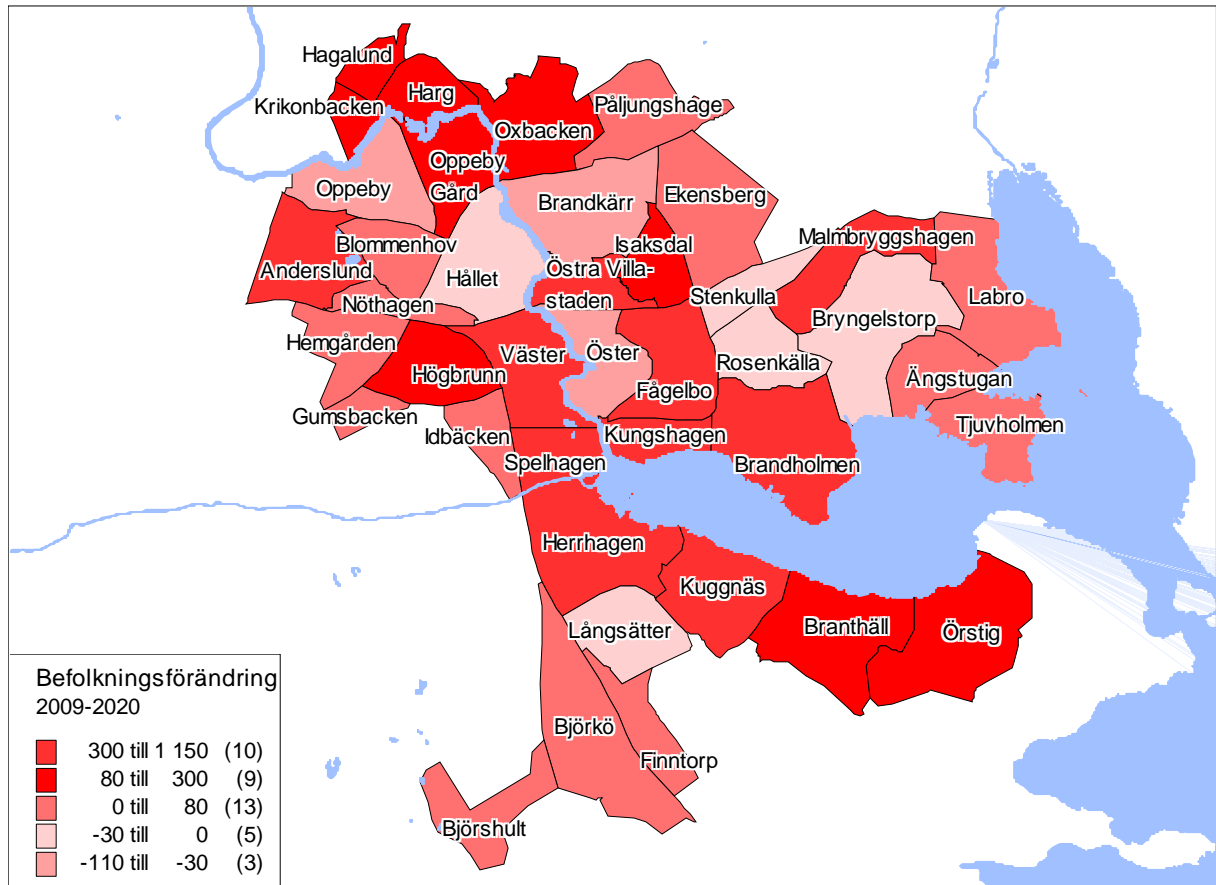 Hagalund
Harg
Krikonbacken
Påljungshage
Oxbacken
Oppeby
Gård
Oppeby
Brandkärr
Ekensberg
Blommenhov
Isaksdal
Malmbryggshagen
Anderslund
Hållet
Östra Villa-
staden
Nöthagen
Stenkulla
Labro
Bryngelstorp
Hemgården
Väster
Öster
Rosenkälla
Högbrunn
Fågelbo
Ängstugan
Gumsbacken
Idbäcken
Kungshagen
Tjuvholmen
Spelhagen
Brandholmen
Herrhagen
Kuggnäs
Långsätter
Branthäll
Örstig
Björkö
Finntorp
Björshult
Befolkningsförändring
2009-2020
300 till 1 150 (10)
80 till 300 (9)
0 till 80 (13)
-30 till 0 (5)
-110 till -30 (3)